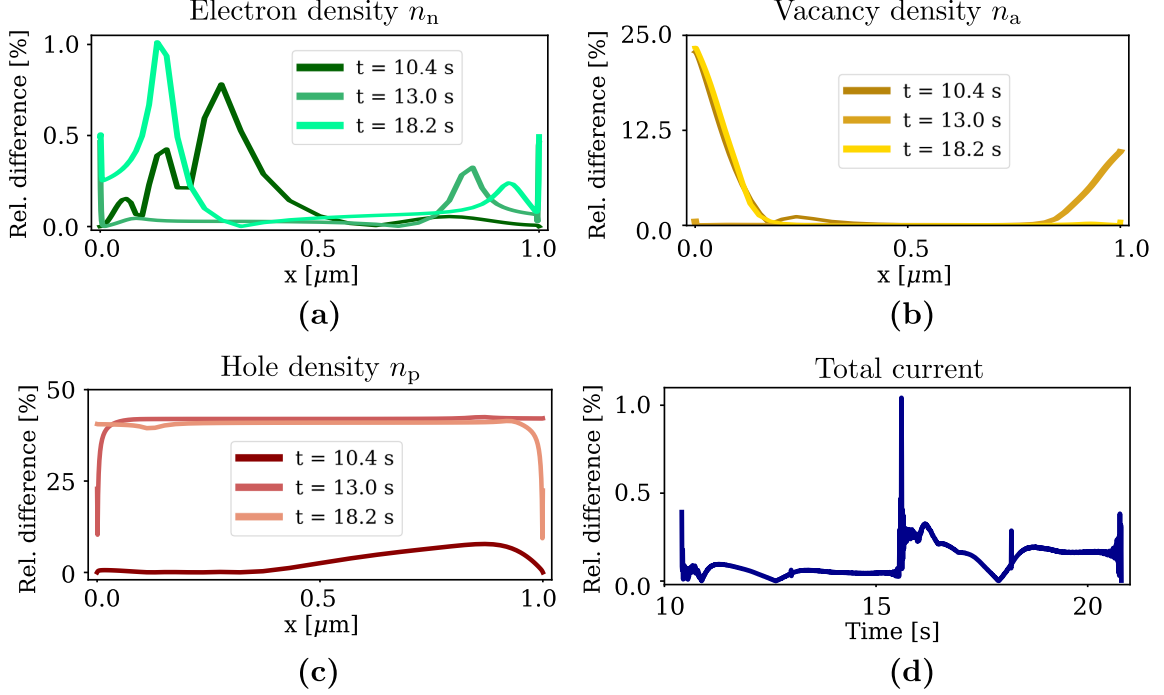 Electron density nₙ
Rel. difference [%]
1.0
0.5
0.0
t = 10.4 s
t = 13.0 s
t = 18.2 s
0.0 0.5 1.0
x [μm]
(a)
Vacancy density nₐ
Rel. difference [%]
25.0
12.5
0.0
t = 10.4 s
t = 13.0 s
t = 18.2 s
0.0 0.5 1.0
x [μm]
(b)
Hole density nₚ
Rel. difference [%]
50
25
0
t = 10.4 s
t = 13.0 s
t = 18.2 s
0.0 0.5 1.0
x [μm]
(c)
Total current
Rel. difference [%]
1.0
0.5
0.0
10 15 20
Time [s]
(d)